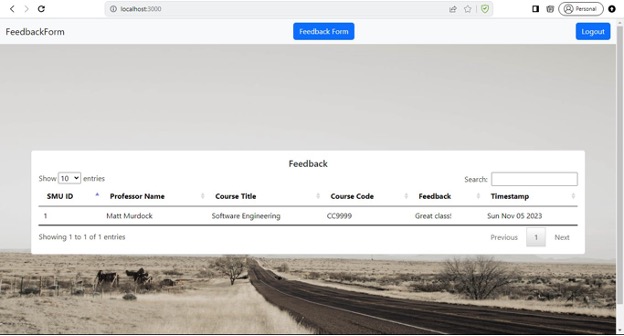 localhost:3000
Personal
FeedbackForm
Feedback Form
Logout
Feedback
Show 10 entries
Search:
SMU ID Professor Name Course Title Course Code Feedback Timestamp
1 Matt Murdock Software Engineering CC9999 Great class! Sun Nov 05 2023
Showing 1 to 1 of 1 entries
Previous 1 Next